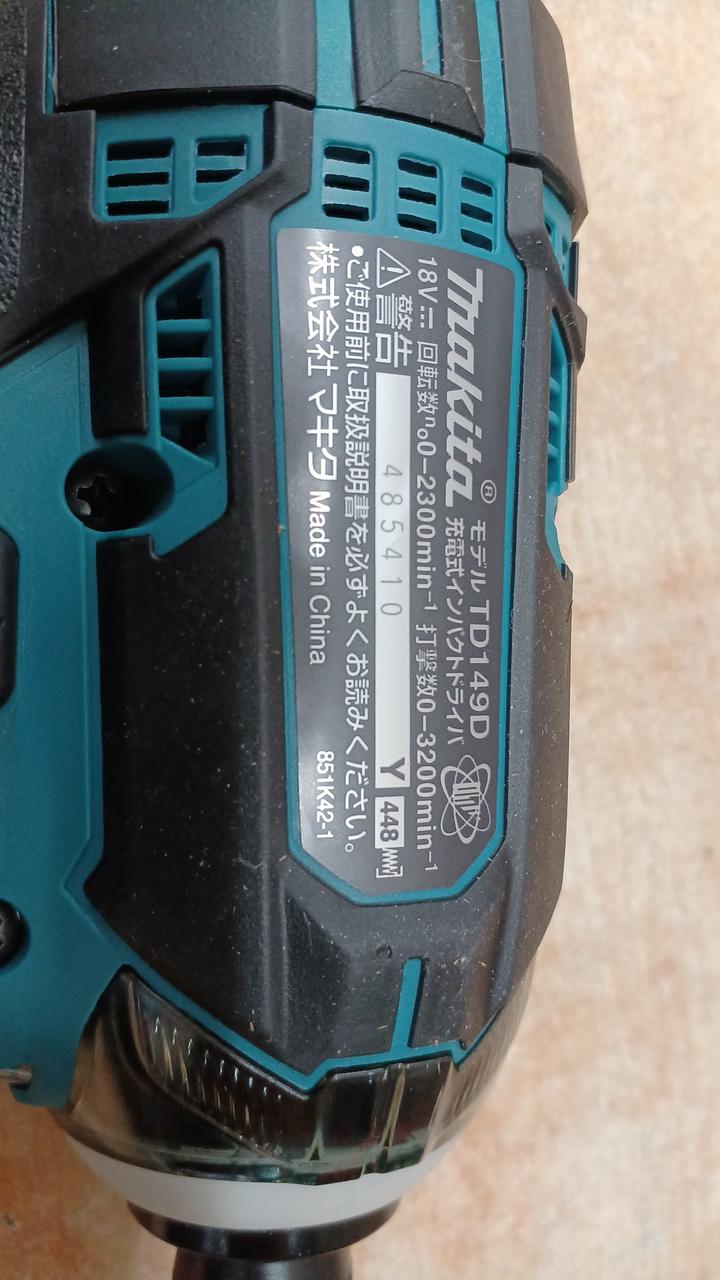 makita® モデル TD149D
充電式インパクトドライバ
18V⎓ 回転数n₀0-2300min⁻¹ 打撃数0-3200min⁻¹
⚠警告 485410 Y 448
●ご使用前に取扱説明書を必ずよくお読みください。
株式会社 マキタ Made in China 851K42-1